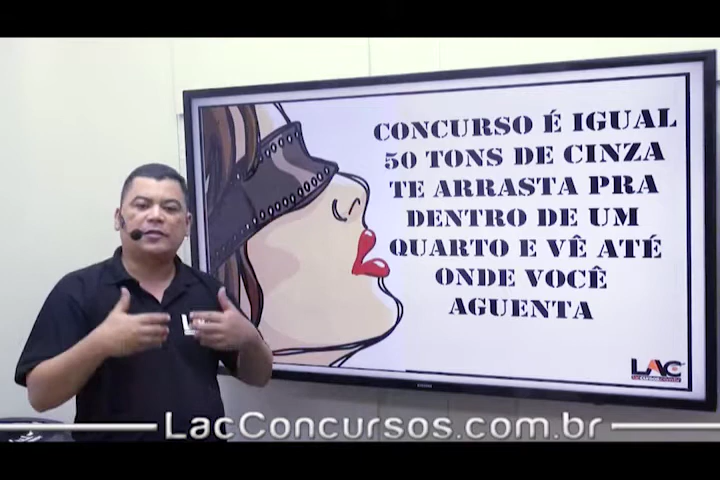 CONCURSO É IGUAL
50 TONS DE CINZA
TE ARRASTA PRA
DENTRO DE UM
QUARTO E VÊ ATÉ
ONDE VOCÊ
AGUENTA
LAC
LacConcursos.com.br